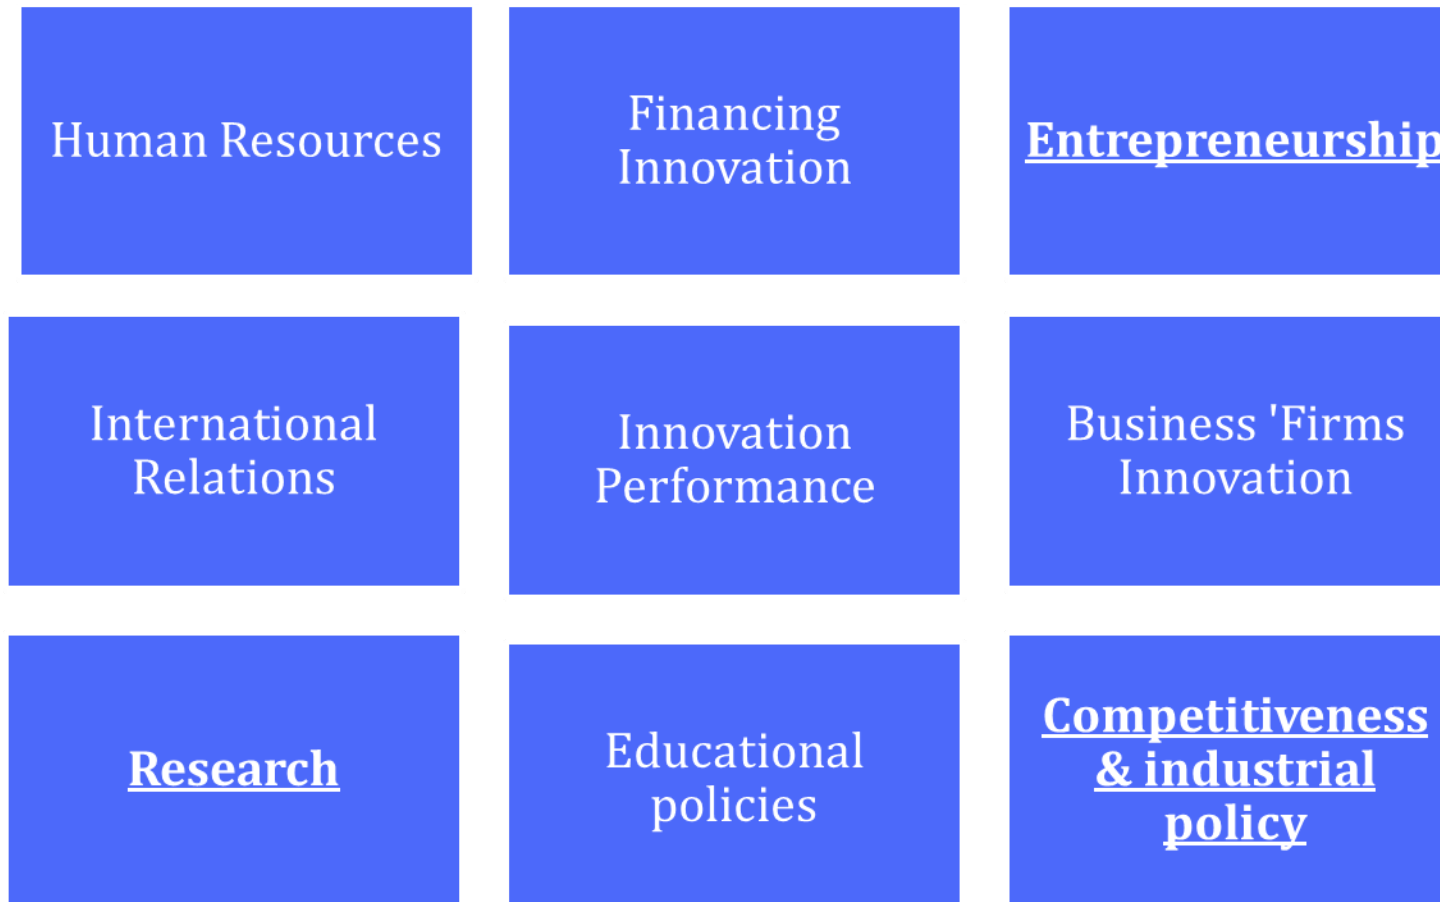 Human Resources
Financing
Innovation
Entrepreneurship
International
Relations
Innovation
Performance
Business 'Firms
Innovation
Research
Educational
policies
Competitiveness
& industrial
policy